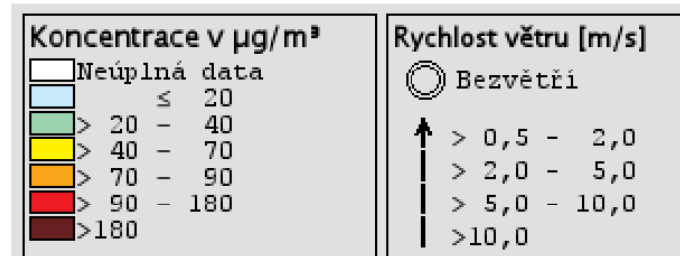 Koncentrace v µg/m³
Neúplná data
≤ 20
> 20 – 40
> 40 – 70
> 70 – 90
> 90 – 180
>180
Rychlost větru [m/s]
Bezvětří
> 0,5 - 2,0
> 2,0 - 5,0
> 5,0 - 10,0
>10,0